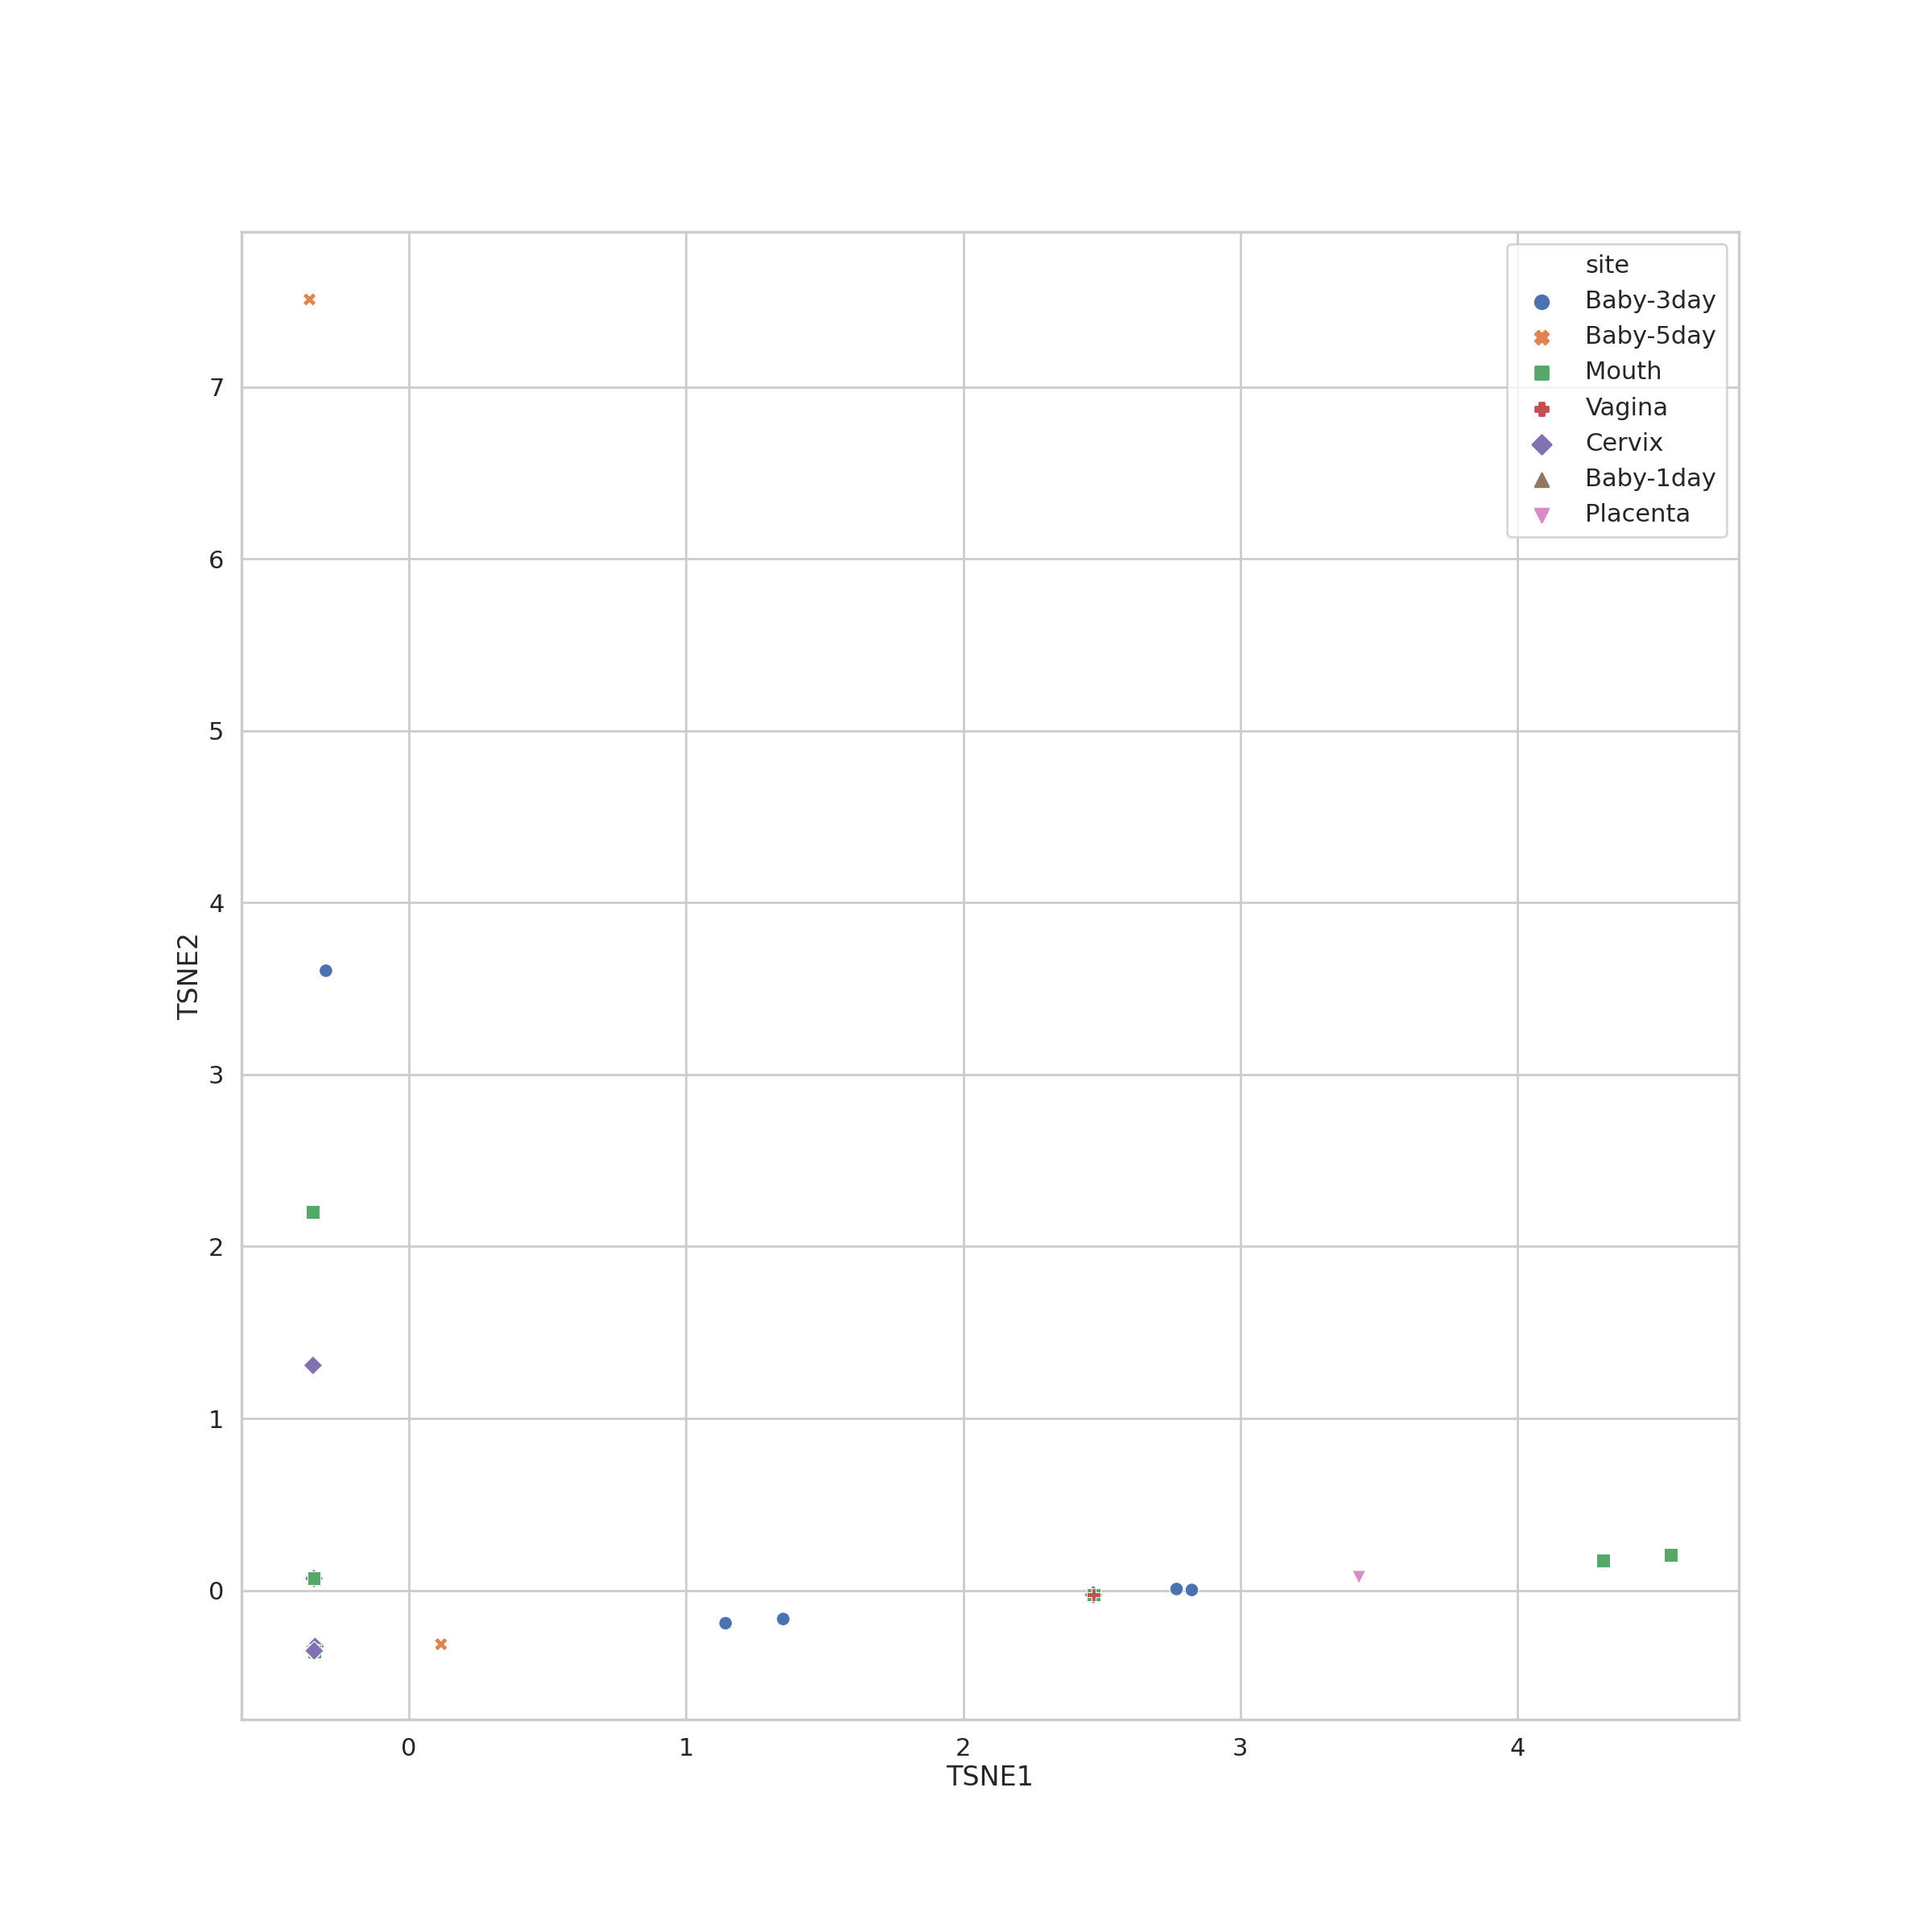 site
Baby-3day
Baby-5day
Mouth
Vagina
Cervix
Baby-1day
Placenta
7
6
5
4
3
2
1
0
TSNE2
0 1 2 3 4
TSNE1